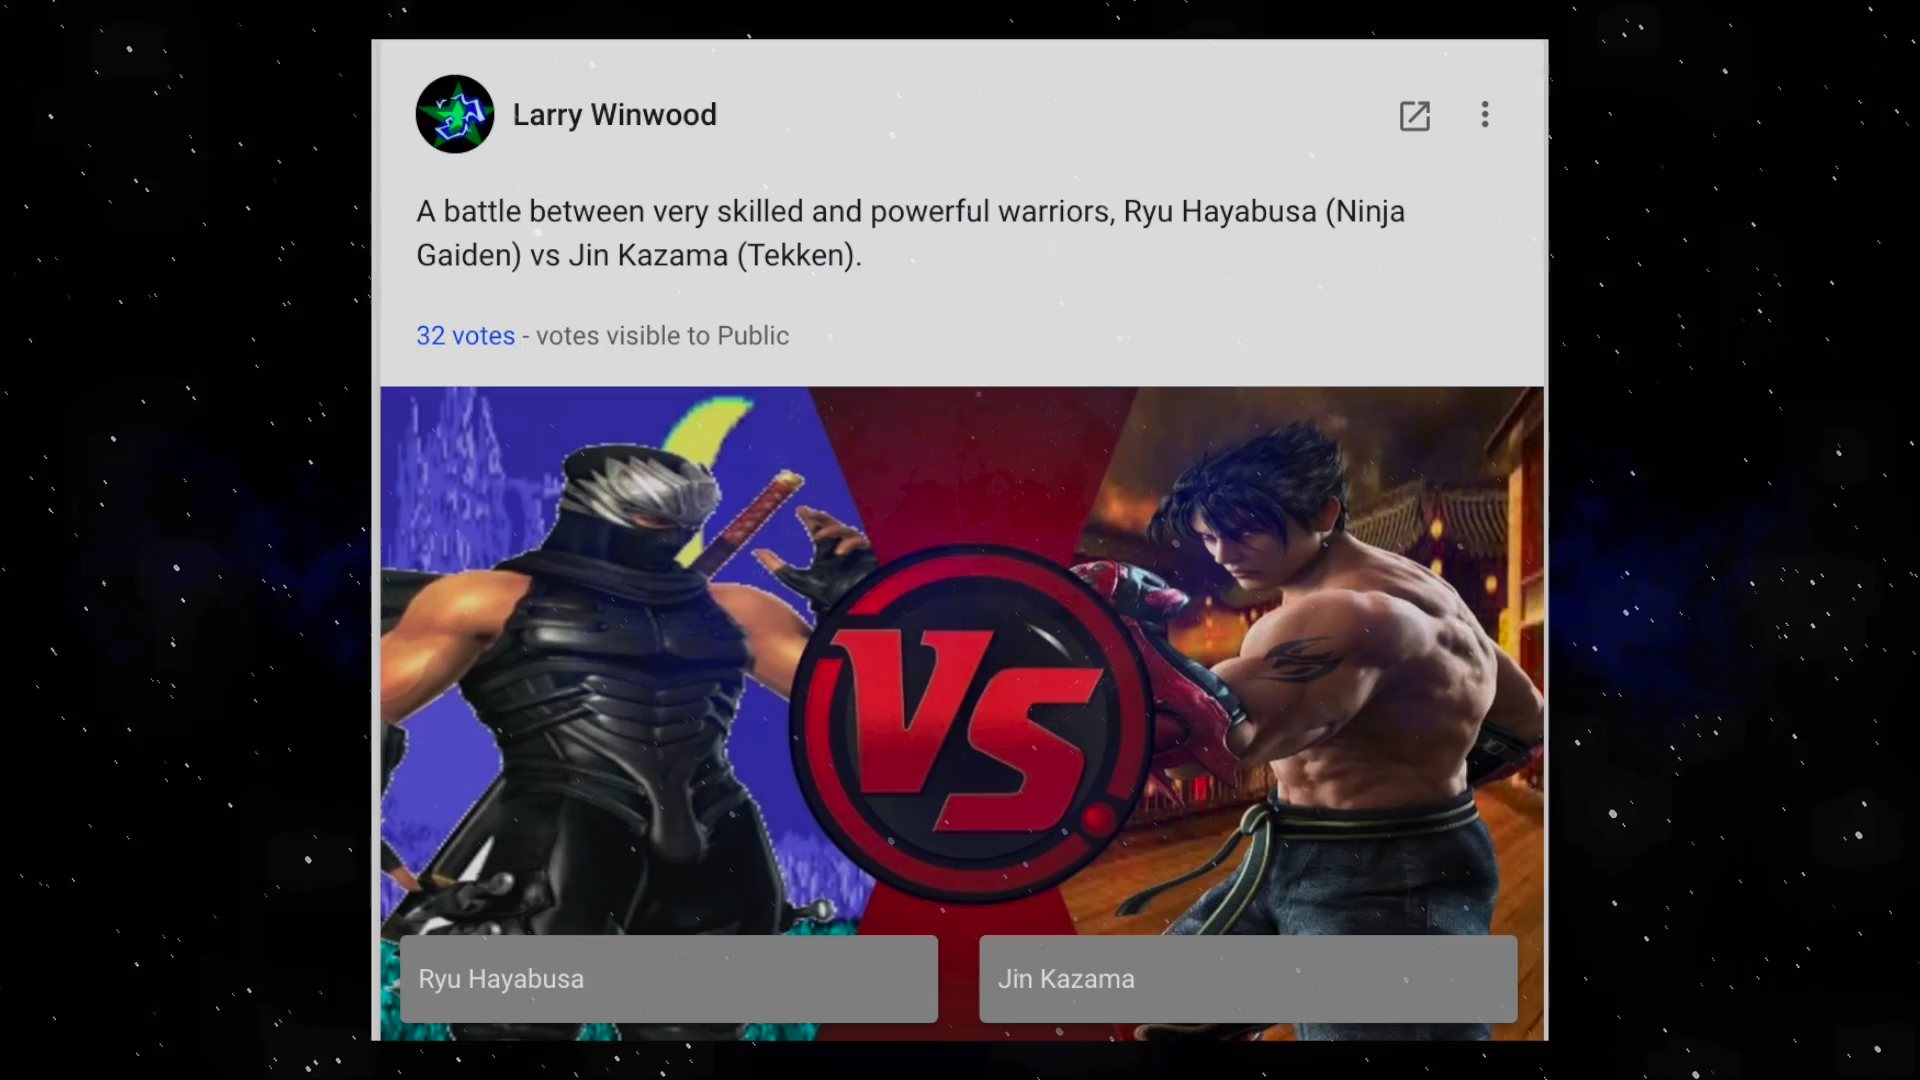 Larry Winwood
A battle between very skilled and powerful warriors, Ryu Hayabusa (Ninja
Gaiden) vs Jin Kazama (Tekken).
32 votes - votes visible to Public
VS.
Ryu Hayabusa
Jin Kazama